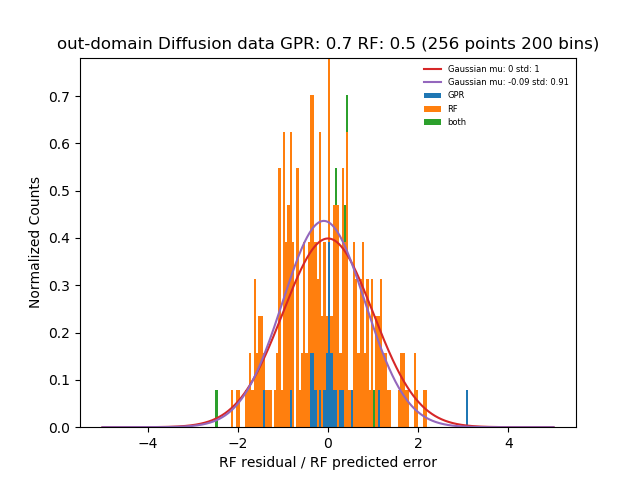 out-domain Diffusion data GPR: 0.7 RF: 0.5 (256 points 200 bins)
Gaussian mu: 0 std: 1
Gaussian mu: -0.09 std: 0.91
GPR
RF
both
Normalized Counts
0.7
0.6
0.5
0.4
0.3
0.2
0.1
0.0
−4 −2 0 2 4
RF residual / RF predicted error